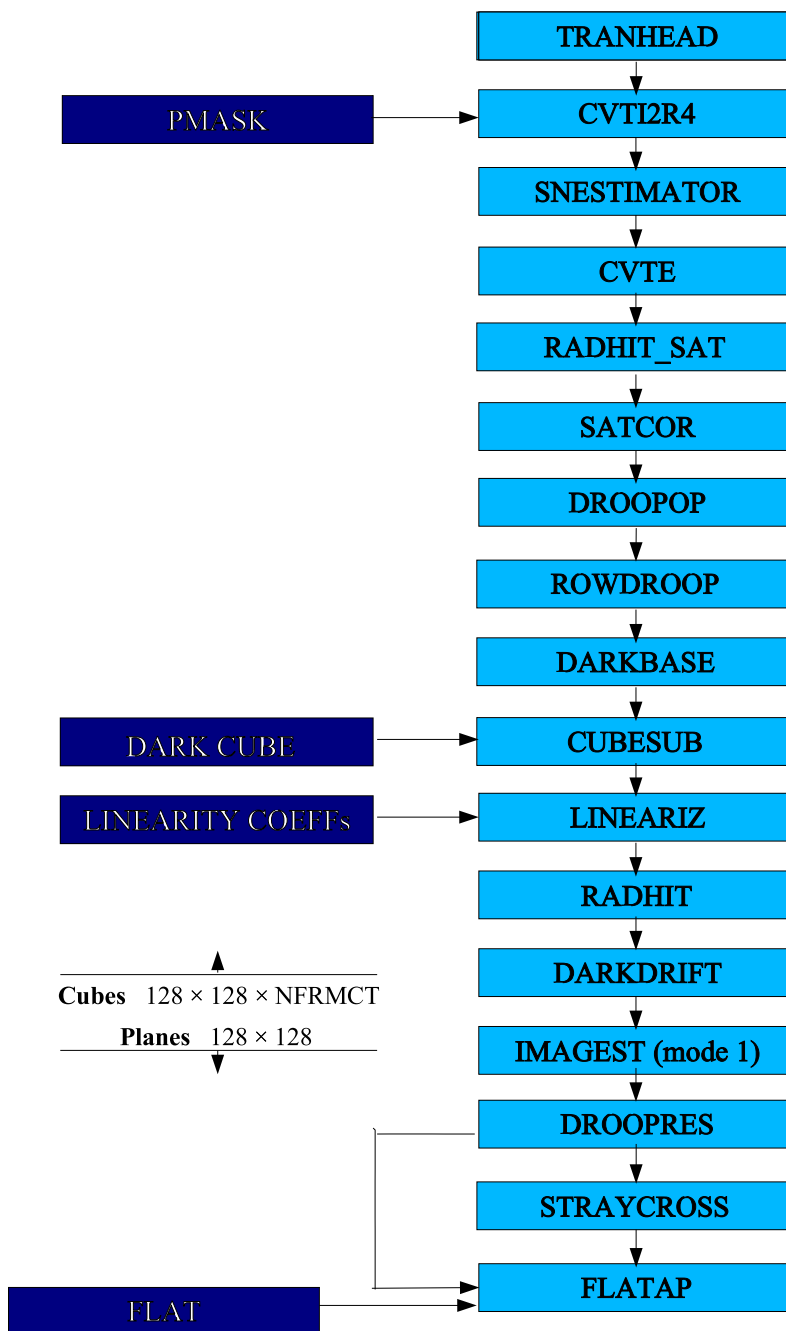 TRANHEAD
PMASK
CVTI2R4
SNESTIMATOR
CVTE
RADHIT_SAT
SATCOR
DROOPOP
ROWDROOP
DARKBASE
DARK CUBE
CUBESUB
LINEARITY COEFFs
LINEARIZ
RADHIT
DARKDRIFT
Cubes 128 × 128 × NFRMCT
Planes 128 × 128
IMAGEST (mode 1)
DROOPRES
STRAYCROSS
FLATAP
FLAT